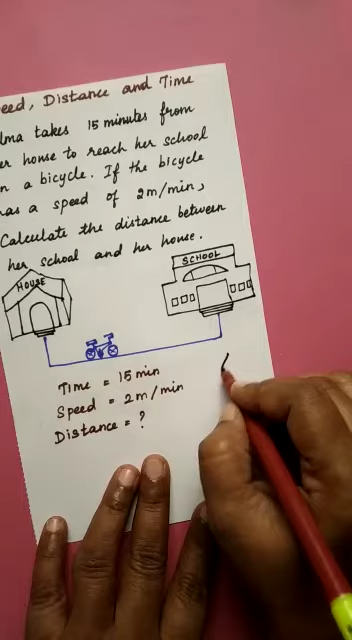 eed, Distance and Time
lma takes 15 minutes from
er house to reach her school
n a bicycle. If the bicycle
as a speed of 2m/min,
Calculate the distance between
her school and her house.
SCHOOL
HOUSE
Time = 15 min
Speed = 2m/min
Distance = ?